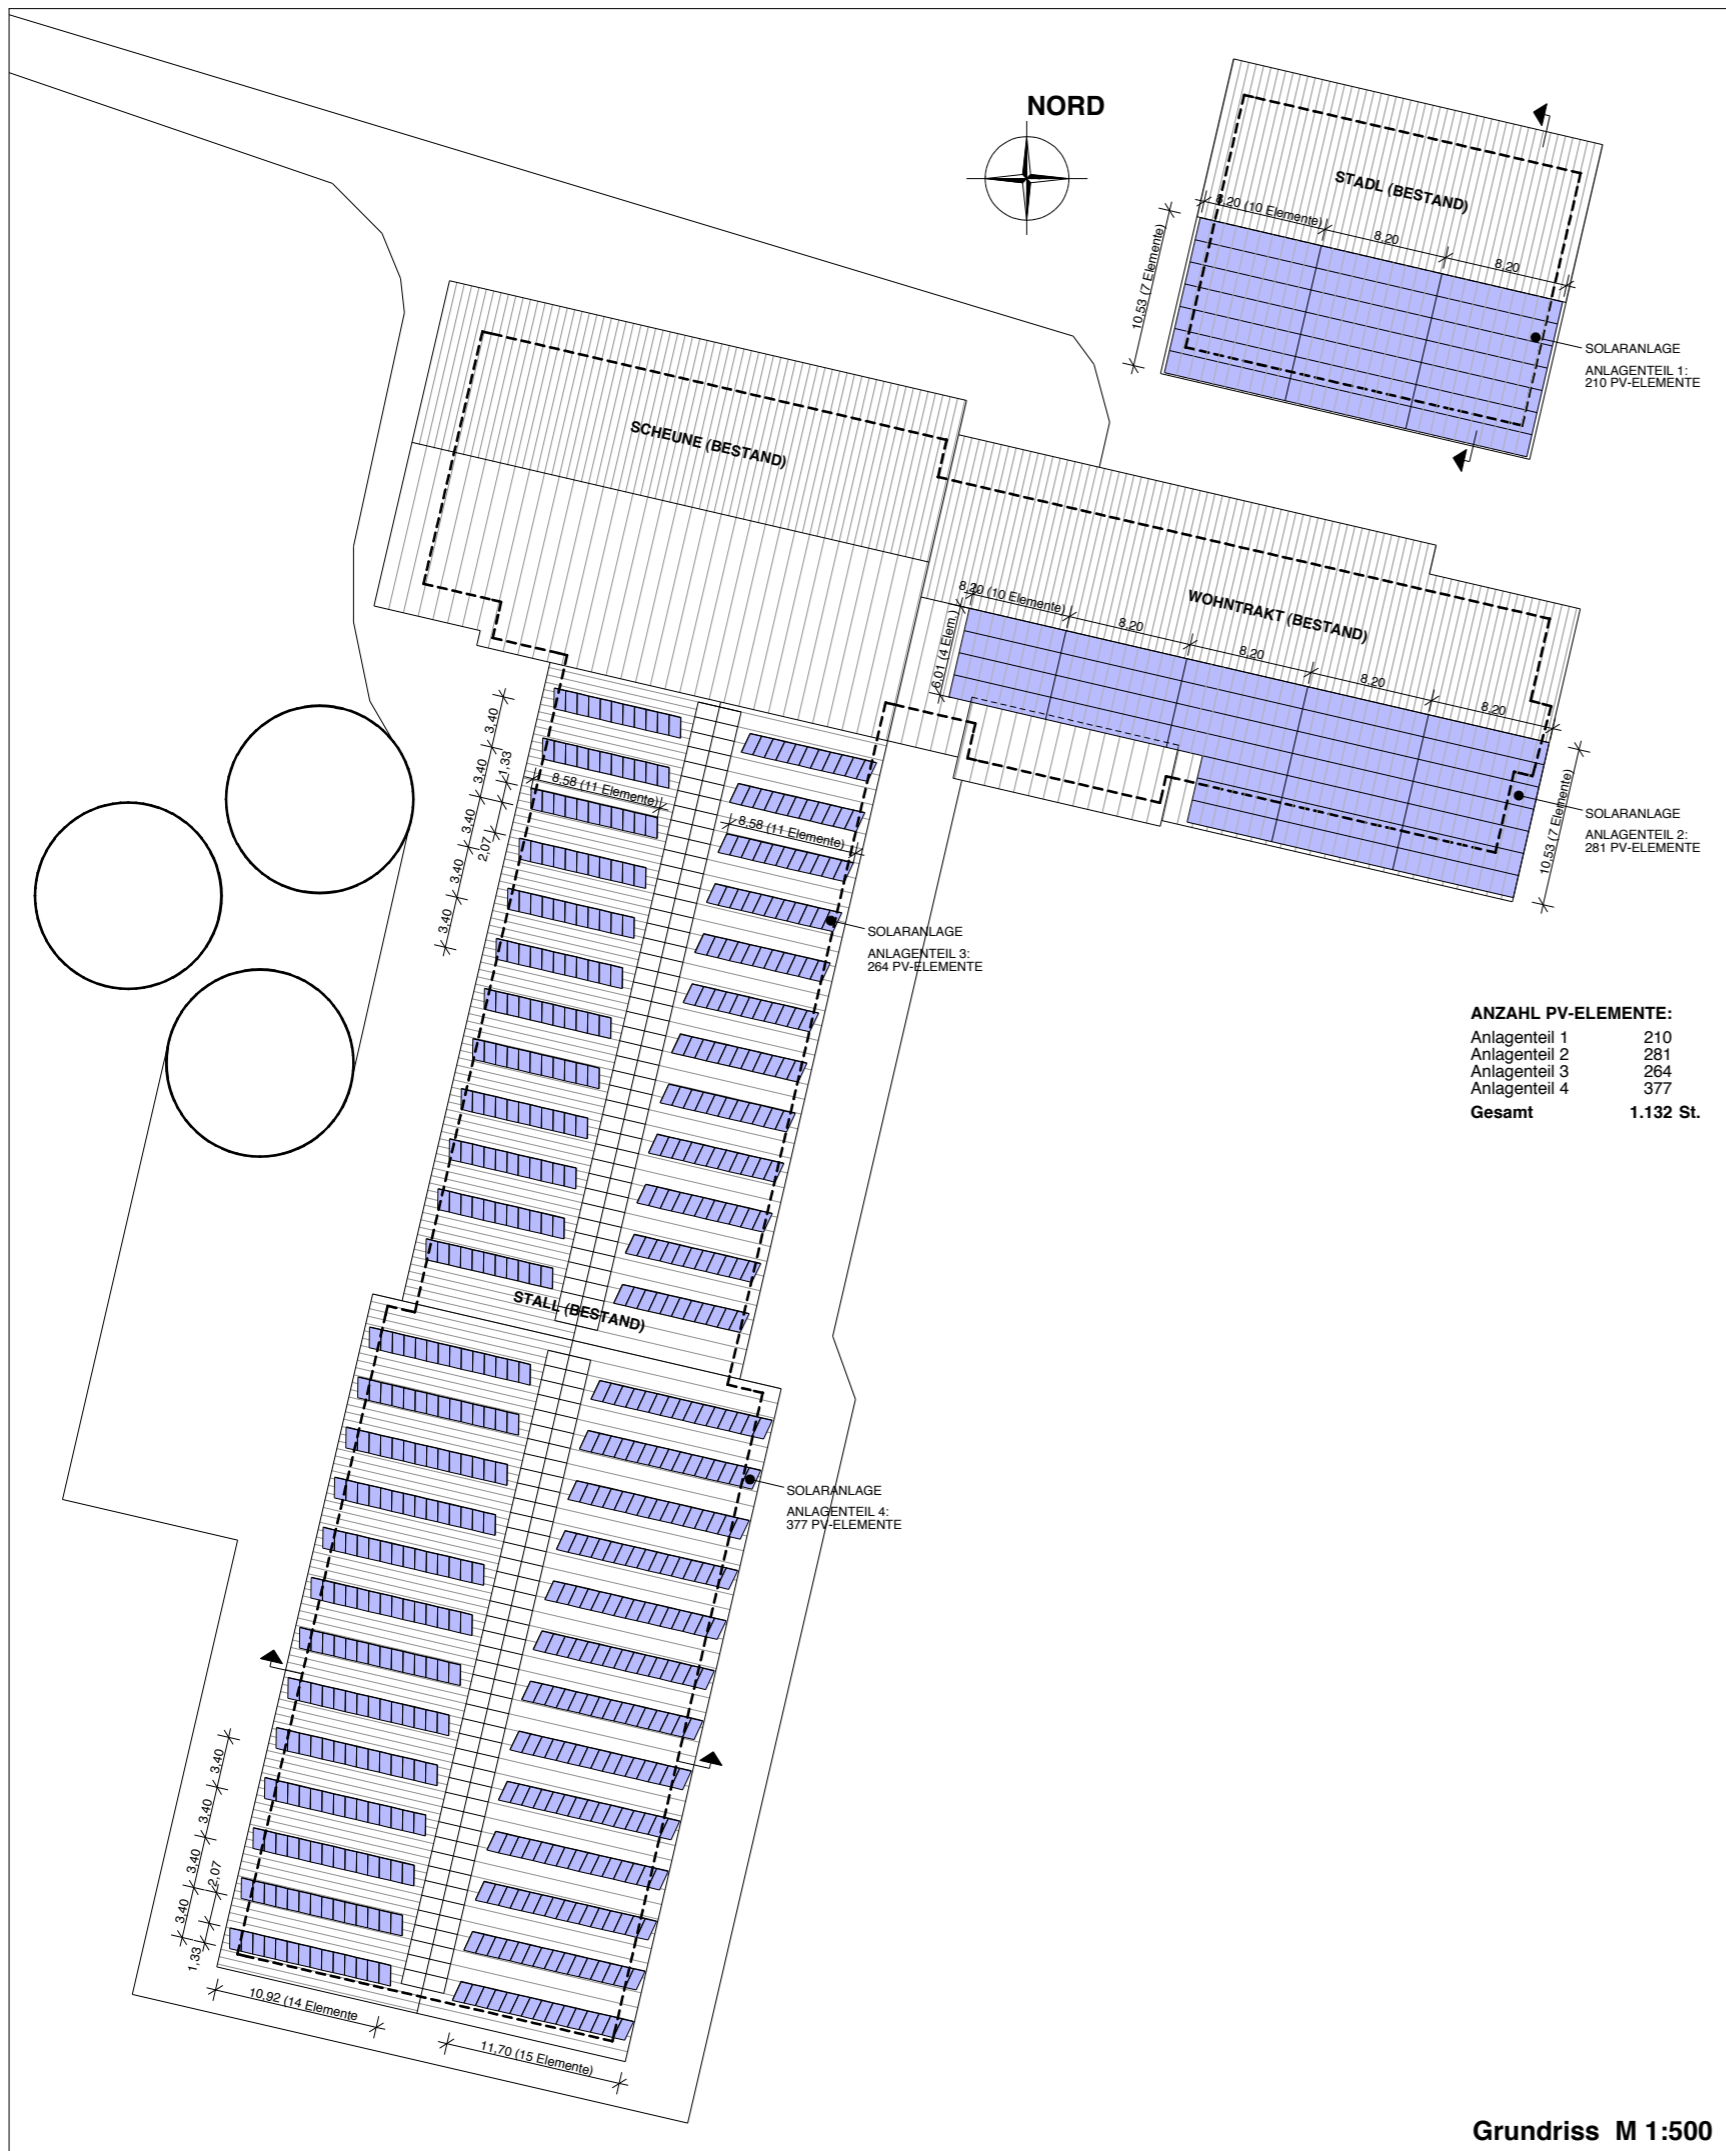 NORD
STADL (BESTAND)
8,20 (10 Elemente)
8,20
8,20
10,53 (7 Elemente)
SOLARANLAGE
ANLAGENTEIL 1:
210 PV-ELEMENTE
SCHEUNE (BESTAND)
WOHNTRAKT (BESTAND)
8,20 (10 Elemente)
8,20
8,20
8,20
8,20
6,01 (4 Elem.)
10,53 (7 Elemente)
SOLARANLAGE
ANLAGENTEIL 2:
281 PV-ELEMENTE
3,40
3,40
1,33
3,40
2,07
3,40
3,40
8,58 (11 Elemente)
8,58 (11 Elemente)
SOLARANLAGE
ANLAGENTEIL 3:
264 PV-ELEMENTE
ANZAHL PV-ELEMENTE:
Anlagenteil 1 210
Anlagenteil 2 281
Anlagenteil 3 264
Anlagenteil 4 377
Gesamt 1.132 St.
STALL (BESTAND)
SOLARANLAGE
ANLAGENTEIL 4:
377 PV-ELEMENTE
3,40
3,40
3,40
2,07
3,40
1,33
10,92 (14 Elemente
11,70 (15 Elemente)
Grundriss M 1:500